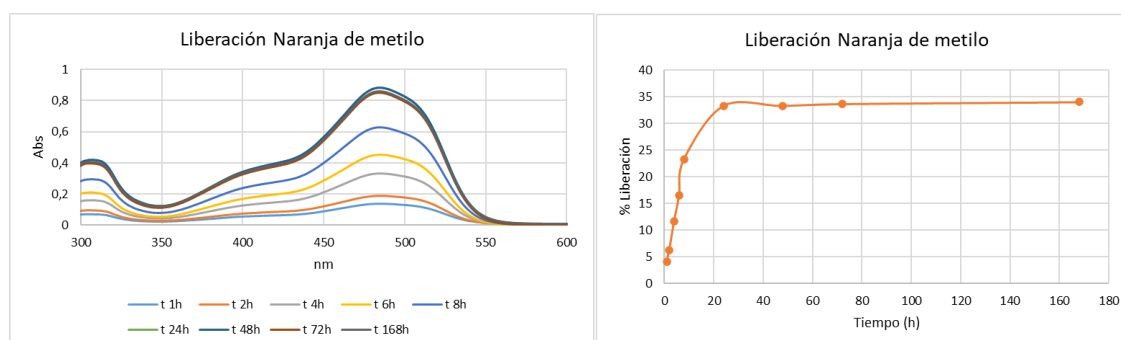 Liberación Naranja de metilo
1
0,8
0,6
0,4
0,2
0
Abs
300 350 400 450 500 550 600
nm
t 1h t 2h t 4h t 6h t 8h
t 24h t 48h t 72h t 168h
Liberación Naranja de metilo
40
35
30
25
20
15
10
5
0
% Liberación
0 20 40 60 80 100 120 140 160 180
Tiempo (h)